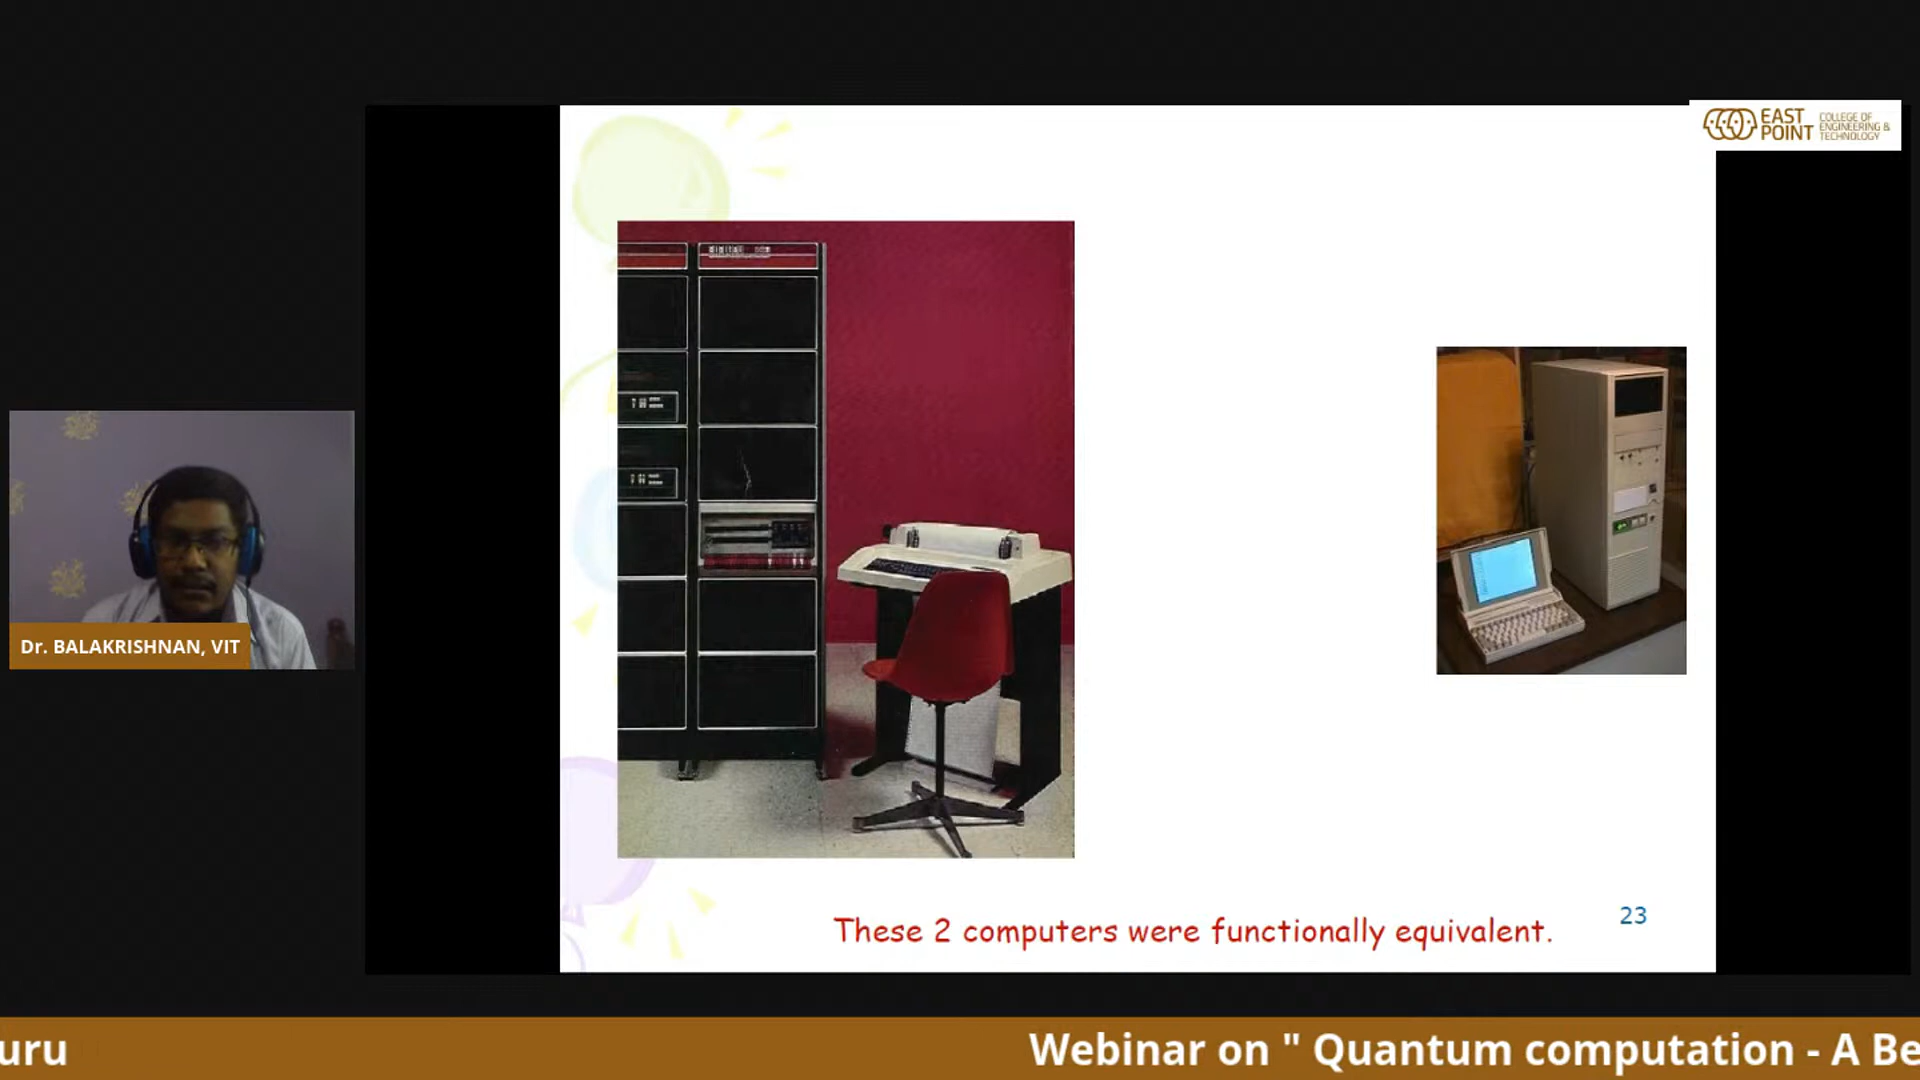 EAST
POINT
COLLEGE OF
ENGINEERING &
TECHNOLOGY
digital
Dr. BALAKRISHNAN, VIT
These 2 computers were functionally equivalent.
23
uru
Webinar on " Quantum computation - A Be